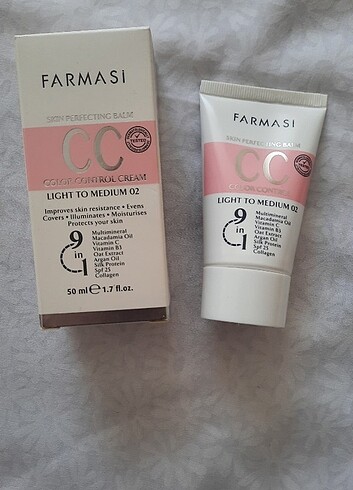 FARMASİ
SKIN PERFECTING BALM
CC
COLOR CONTROL CREAM
LIGHT TO MEDIUM 02
Improves skin resistance • Evens
Covers • Illuminates • Moisturises
Protects your skin
9 in 1
Multimineral
Macadamia Oil
Vitamin C
Vitamin B3
Oat Extract
Argan Oil
Silk Protein
Spf 25
Collagen
50 ml e 1.7 fl.oz.
FARMASİ
SKIN PERFECTING BALM
CC
COLOR CONTROL
LIGHT TO MEDIUM 02
9 in 1
Multimineral
Macadamia Oil
Vitamin C
Vitamin B3
Oat Extract
Argan Oil
Silk Protein
Spf 25
Collagen